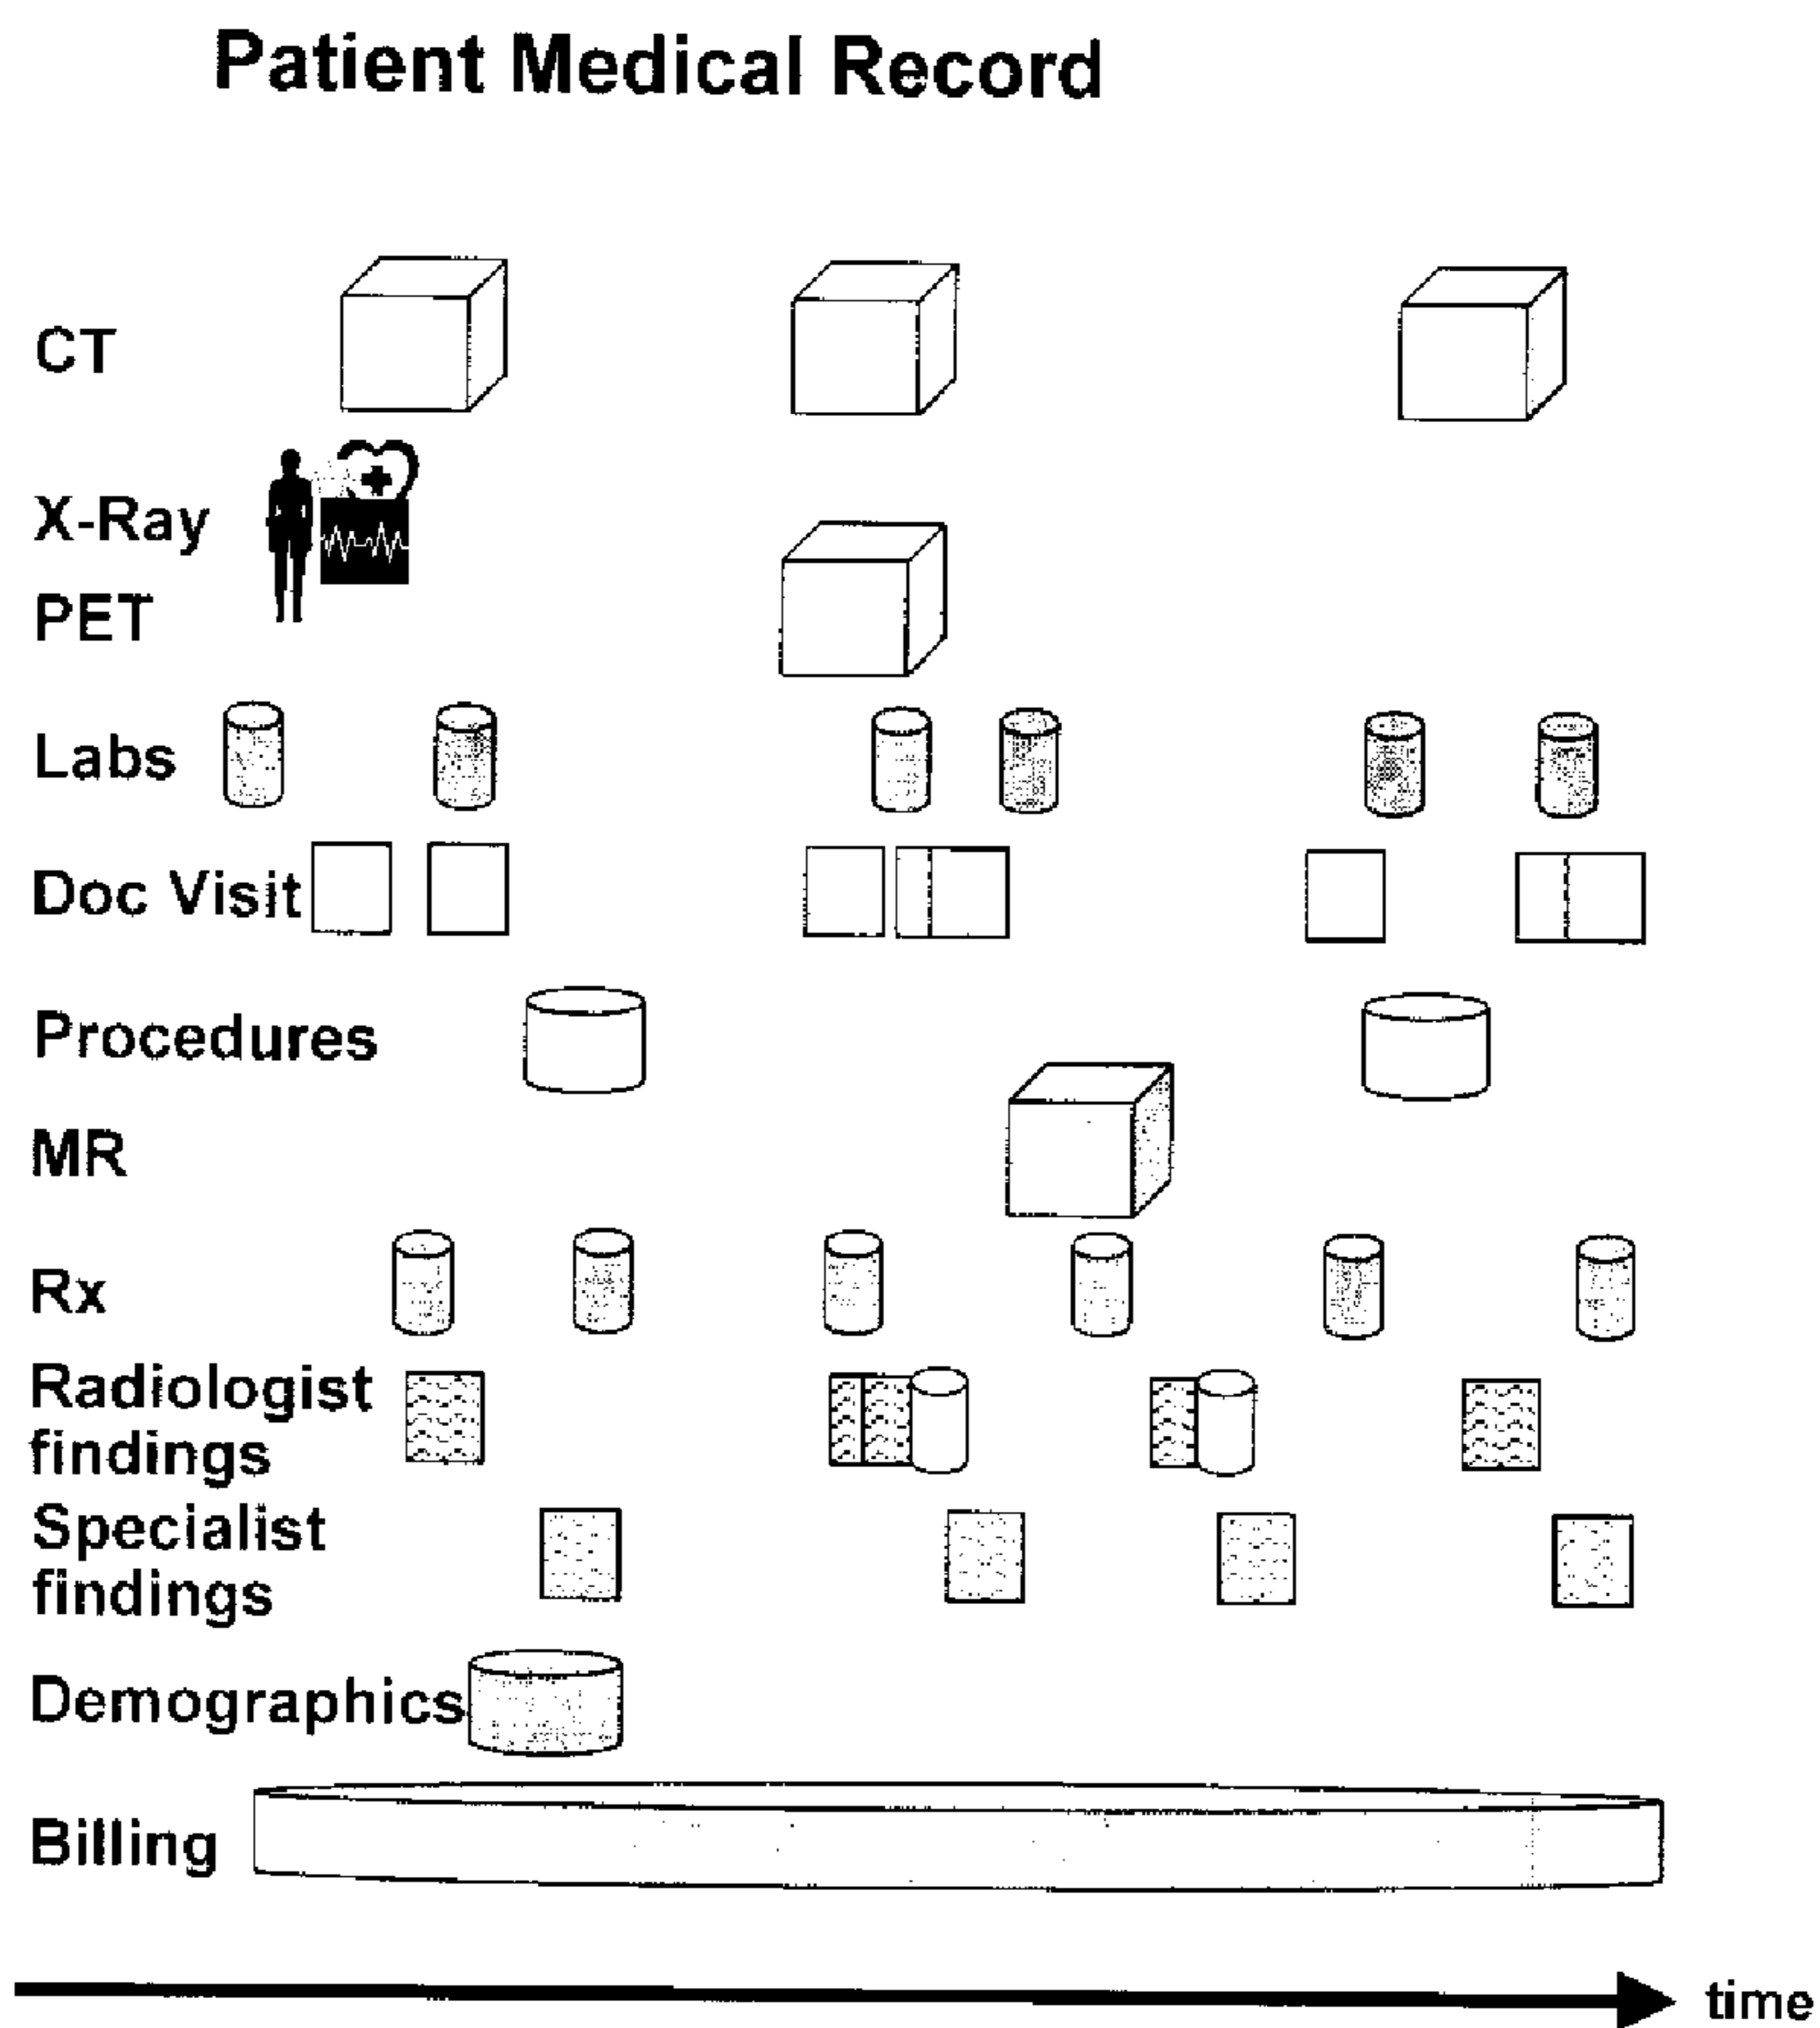 Patient Medical Record
CT
X-Ray
PET
Labs
Doc Visit
Procedures
MR
Rx
Radiologist
findings
Specialist
findings
Demographics
Billing
time